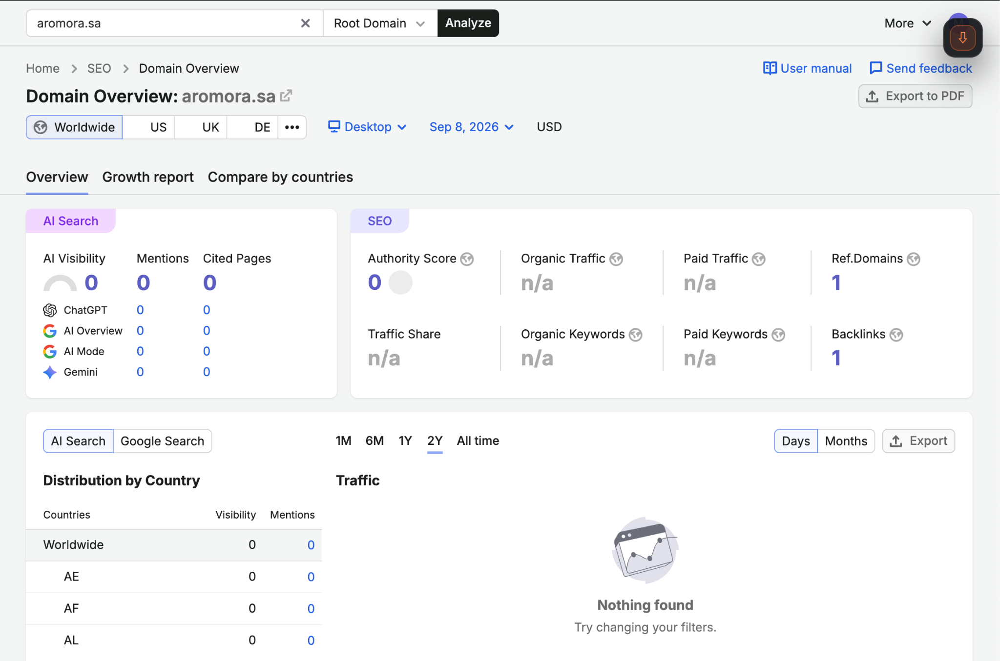 aromora.sa
Root Domain
Analyze
More
Home > SEO > Domain Overview
User manual
Send feedback
Domain Overview: aromora.sa
Export to PDF
Worldwide
US
UK
DE
Desktop
Sep 8, 2026
USD
Overview
Growth report
Compare by countries
AI Search
AI Visibility Mentions Cited Pages
0 0 0
ChatGPT 0 0
AI Overview 0 0
AI Mode 0 0
Gemini 0 0
SEO
Authority Score Organic Traffic Paid Traffic Ref.Domains
0 n/a n/a 1
Traffic Share Organic Keywords Paid Keywords Backlinks
n/a n/a n/a 1
AI Search Google Search
1M 6M 1Y 2Y All time
Days Months
Export
Distribution by Country
Countries Visibility Mentions
Worldwide 0 0
AE 0 0
AF 0 0
AL 0 0
Traffic
Nothing found
Try changing your filters.